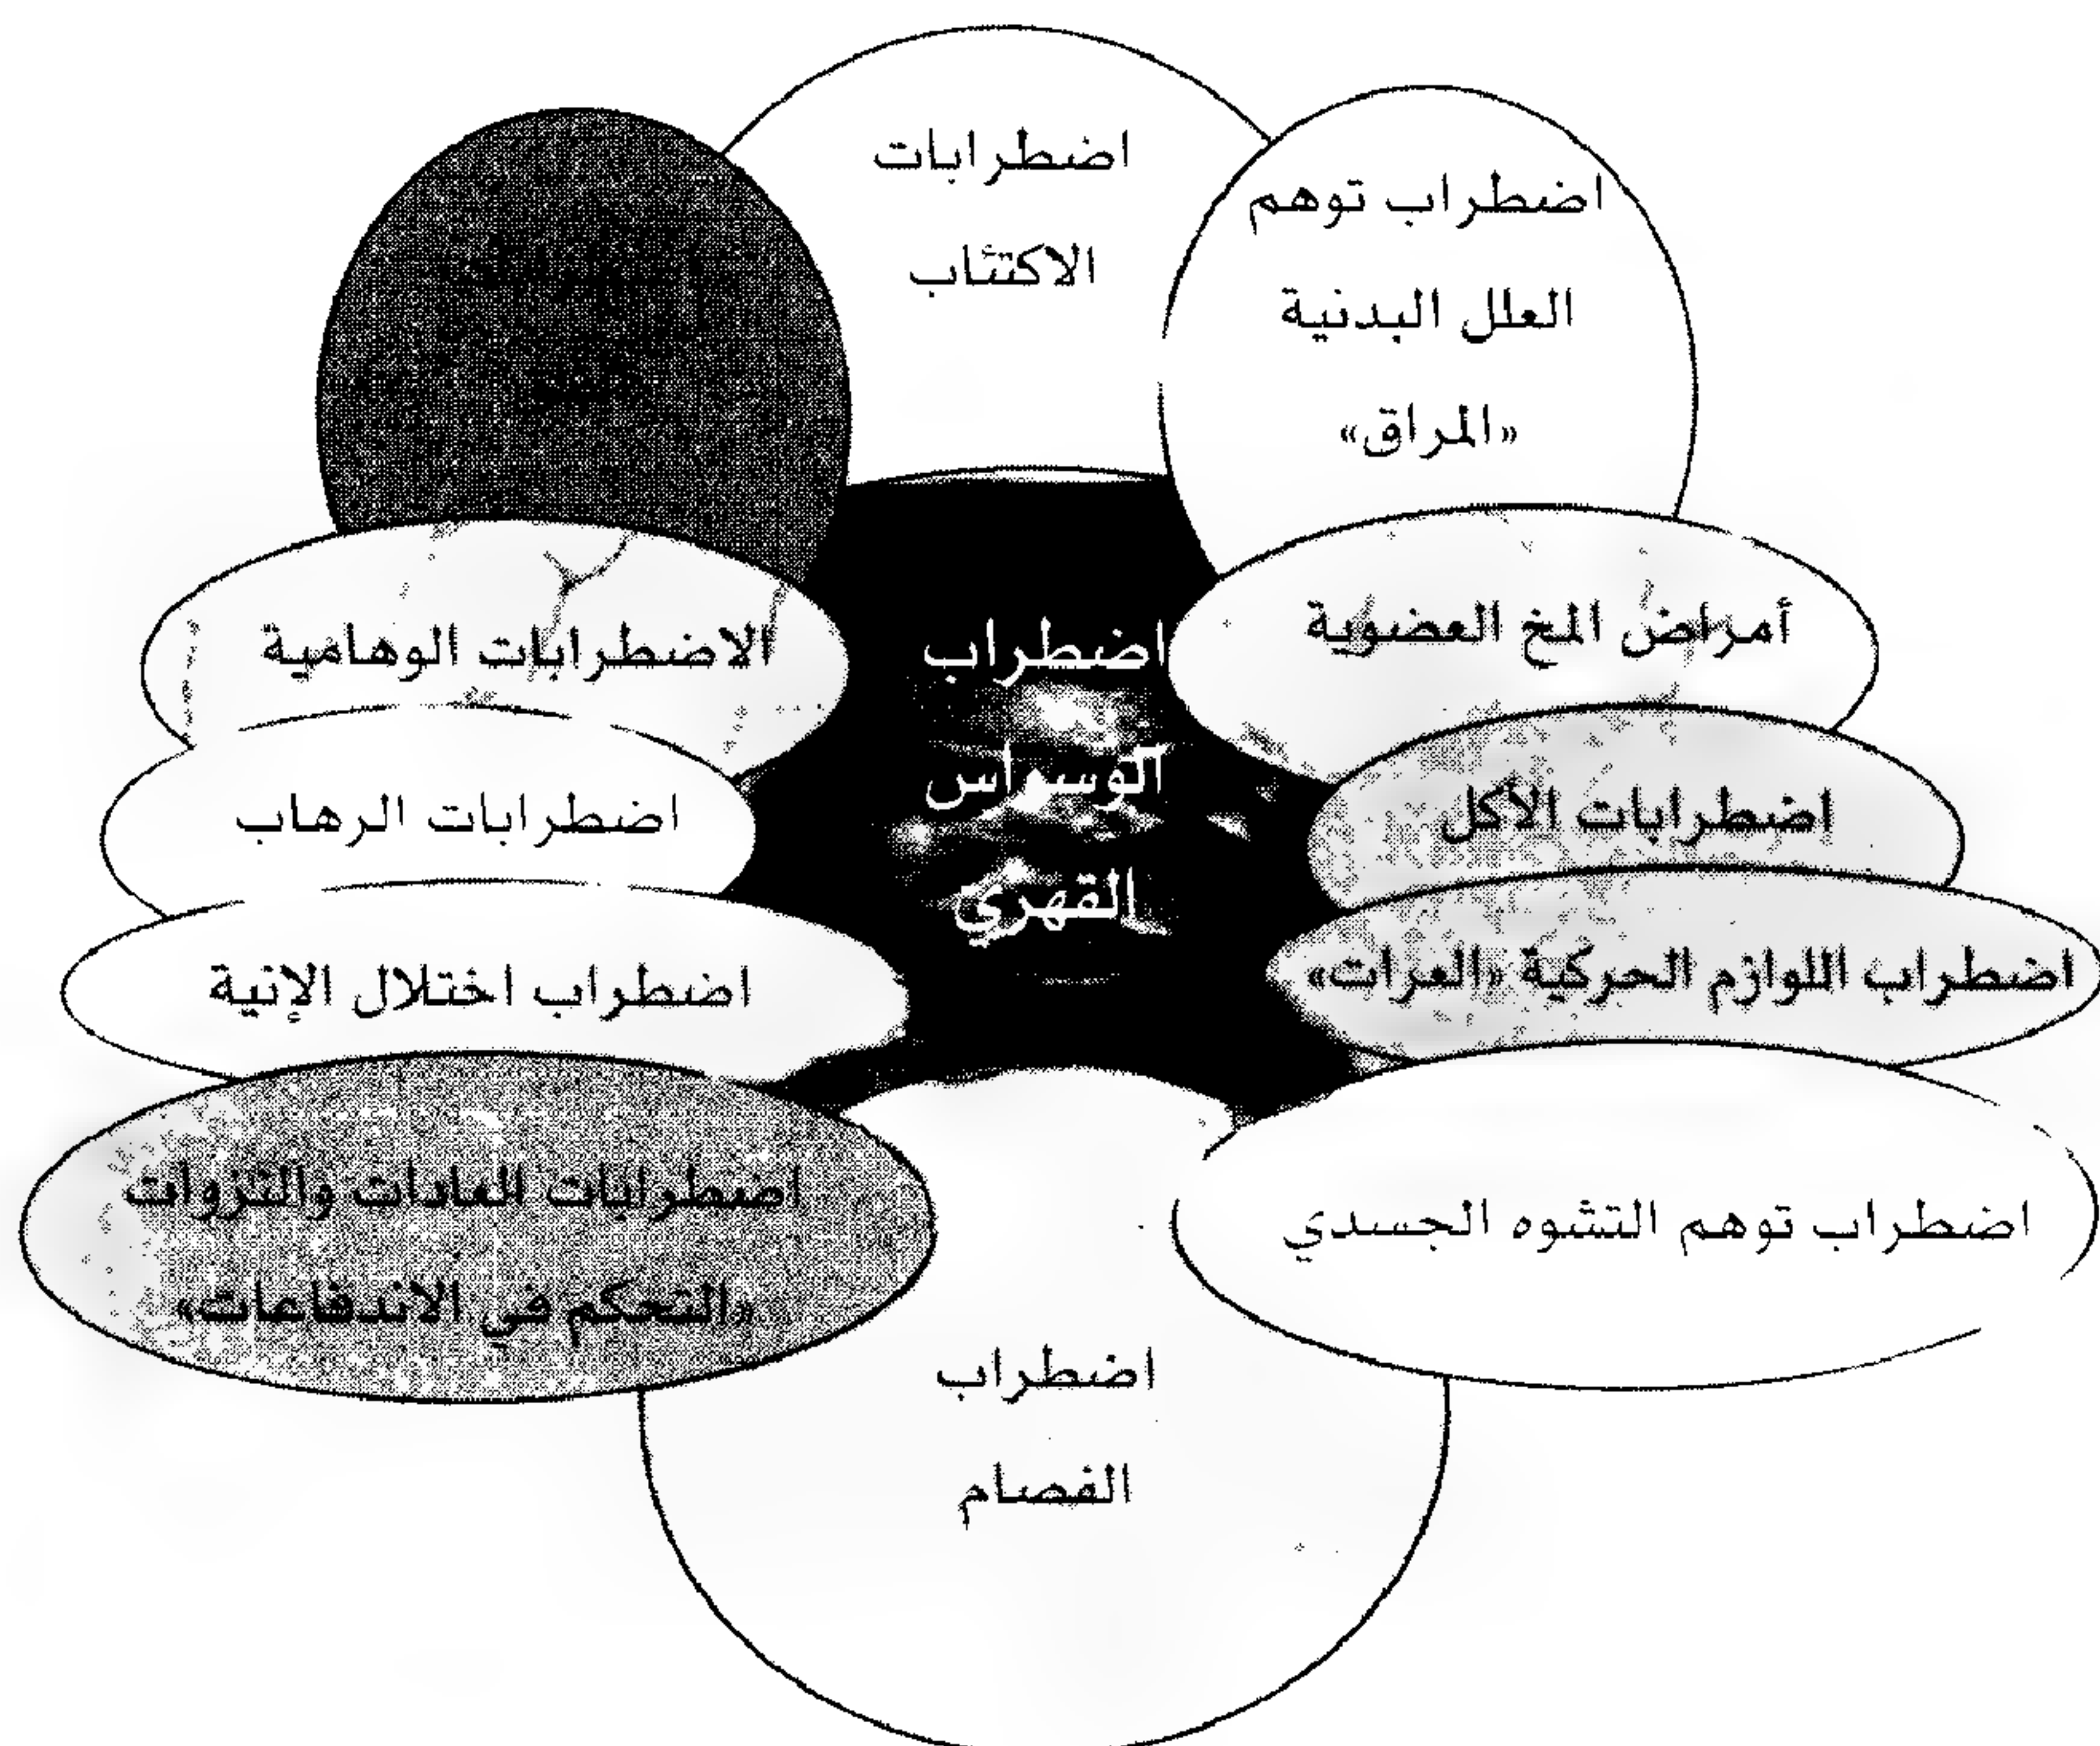 اضطرابات
الاكتئاب
اضطراب توهم
العلل البدنية
«المراق»
أمراض المخ العضوية
اضطرابات الأكل
اضطراب اللوازم الحركية «العرات»
اضطراب توهم التشوه الجسدي
اضطراب
الفصام
اضطرابات العادات والنزوات
«التحكم في الاندفاعات»
اضطراب اختلال الإنية
اضطرابات الرهاب
الاضطرابات الوهامية
اضطراب
الوسواس
القهري